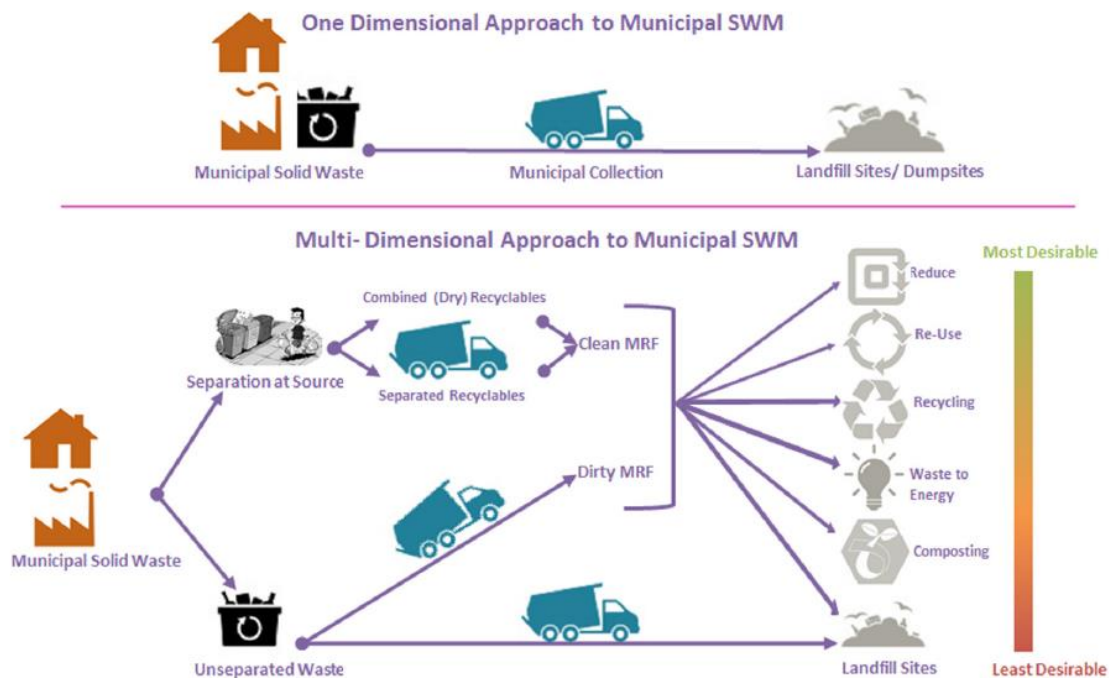 One Dimensional Approach to Municipal SWM
Municipal Solid Waste
Municipal Collection
Landfill Sites/ Dumpsites
Multi- Dimensional Approach to Municipal SWM
Most Desirable
Reduce
Combined (Dry) Recyclables
Re-Use
Clean MRF
Separation at Source
Separated Recyclables
Recycling
Dirty MRF
Waste to
Energy
Municipal Solid Waste
Composting
Unseparated Waste
Landfill Sites
Least Desirable